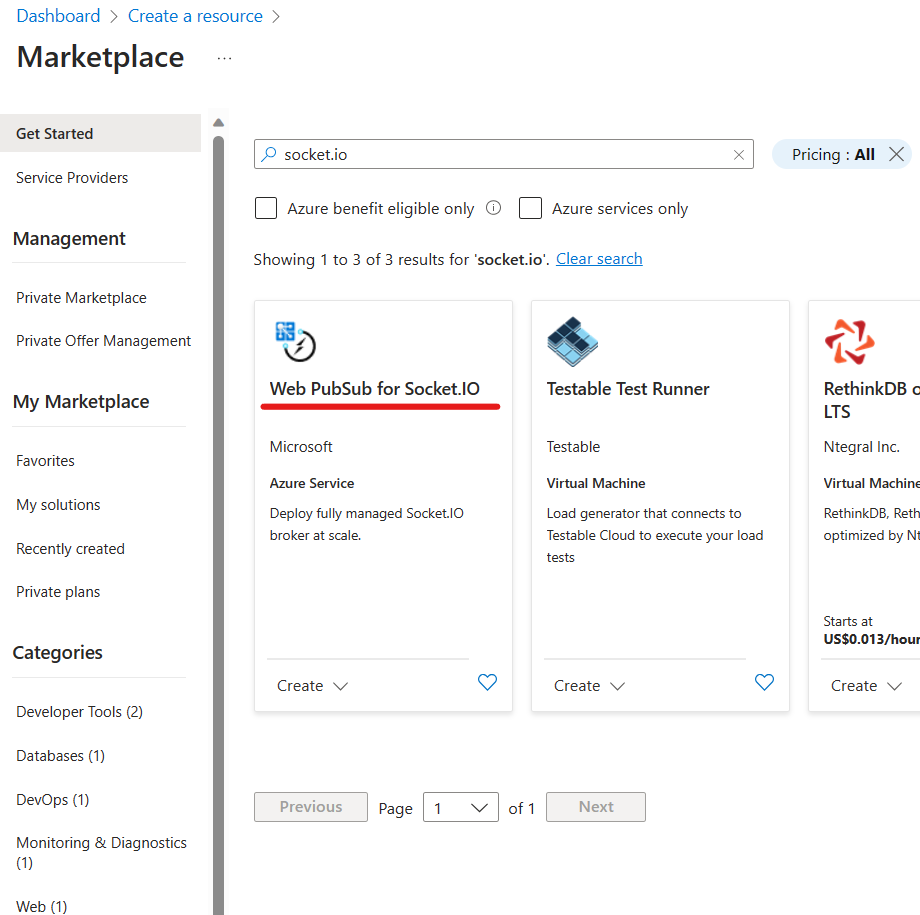 Dashboard > Create a resource >
Marketplace ...
Get Started
Service Providers
Management
Private Marketplace
Private Offer Management
My Marketplace
Favorites
My solutions
Recently created
Private plans
Categories
Developer Tools (2)
Databases (1)
DevOps (1)
Monitoring & Diagnostics
(1)
Web (1)
socket.io
Pricing : All
Azure benefit eligible only
Azure services only
Showing 1 to 3 of 3 results for 'socket.io'. Clear search
Web PubSub for Socket.IO
Microsoft
Azure Service
Deploy fully managed Socket.IO
broker at scale.
Create
Testable Test Runner
Testable
Virtual Machine
Load generator that connects to
Testable Cloud to execute your load
tests
Create
RethinkDB o
LTS
Ntegral Inc.
Virtual Machine
RethinkDB, Reth
optimized by Nt
Starts at
US$0.013/hour
Create
Previous
Page 1 of 1
Next